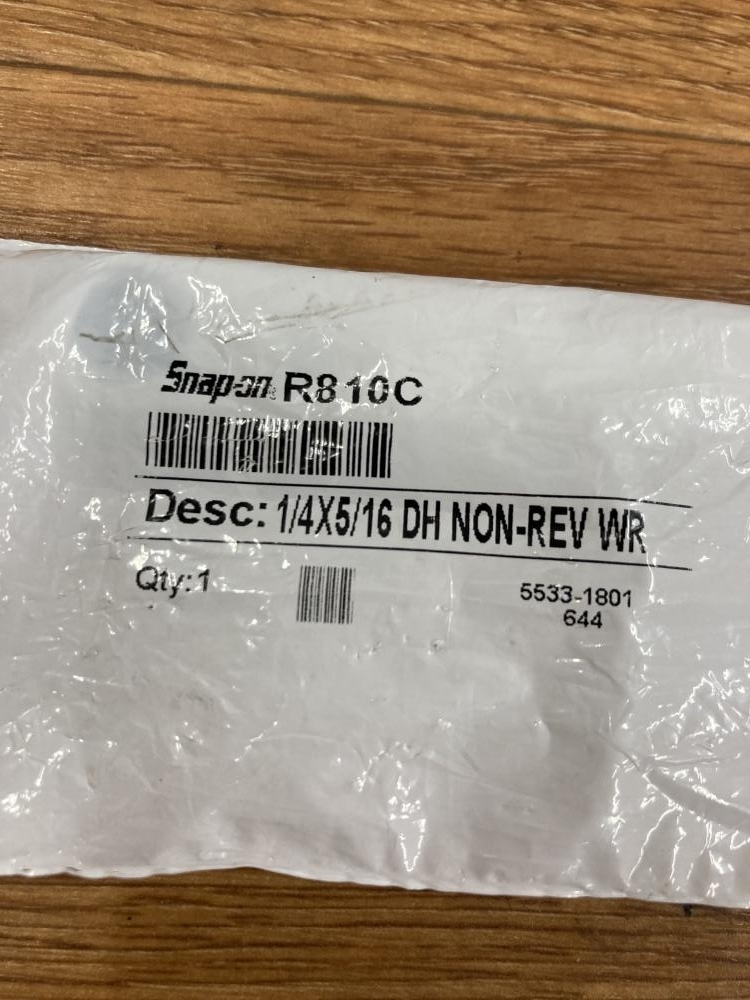 Snap-on R810C
Desc: 1/4X5/16 DH NON-REV WR
Qty:1
5533-1801
644